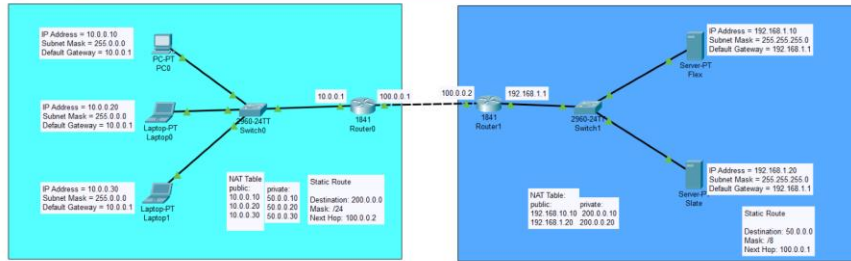 IP Address = 10.0.0.10
Subnet Mask = 255.0.0.0
Default Gateway = 10.0.0.1
PC-PT
PC0
IP Address = 10.0.0.20
Subnet Mask = 255.0.0.0
Default Gateway = 10.0.0.1
Laptop-PT
Laptop0
IP Address = 10.0.0.30
Subnet Mask = 255.0.0.0
Default Gateway = 10.0.0.1
Laptop-PT
Laptop1
2960-24TT
Switch0
10.0.0.1
100.0.0.1
1841
Router0
NAT Table
public:
10.0.0.10
10.0.0.20
10.0.0.30
private:
50.0.0.10
50.0.0.20
50.0.0.30
Static Route
Destination: 200.0.0.0
Mask: /24
Next Hop: 100.0.0.2
100.0.0.2
192.168.1.1
1841
Router1
2960-24TT
Switch1
IP Address = 192.168.1.10
Subnet Mask = 255.255.255.0
Default Gateway = 192.168.1.1
Server-PT
Flex
IP Address = 192.168.1.20
Subnet Mask = 255.255.255.0
Default Gateway = 192.168.1.1
Server-PT
Slate
NAT Table:
public: private:
192.168.10.10 200.0.0.10
192.168.1.20 200.0.0.20
Static Route
Destination: 50.0.0.0
Mask: /8
Next Hop: 100.0.0.1